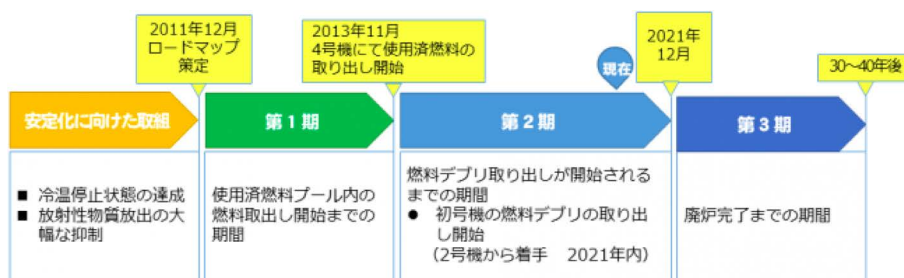 2011年12月
ロードマップ
策定
2013年11月
4号機にて使用済燃料の
取り出し開始
現在
2021年
12月
30～40年後
安定化に向けた取組
第1期
第2期
第3期
■ 冷温停止状態の達成
■ 放射性物質放出の大
幅な抑制
使用済燃料プール内の
燃料取出し開始までの
期間
燃料デブリ取り出しが開始される
までの期間
● 初号機の燃料デブリの取り出
し開始
（2号機から着手 2021年内）
廃炉完了までの期間